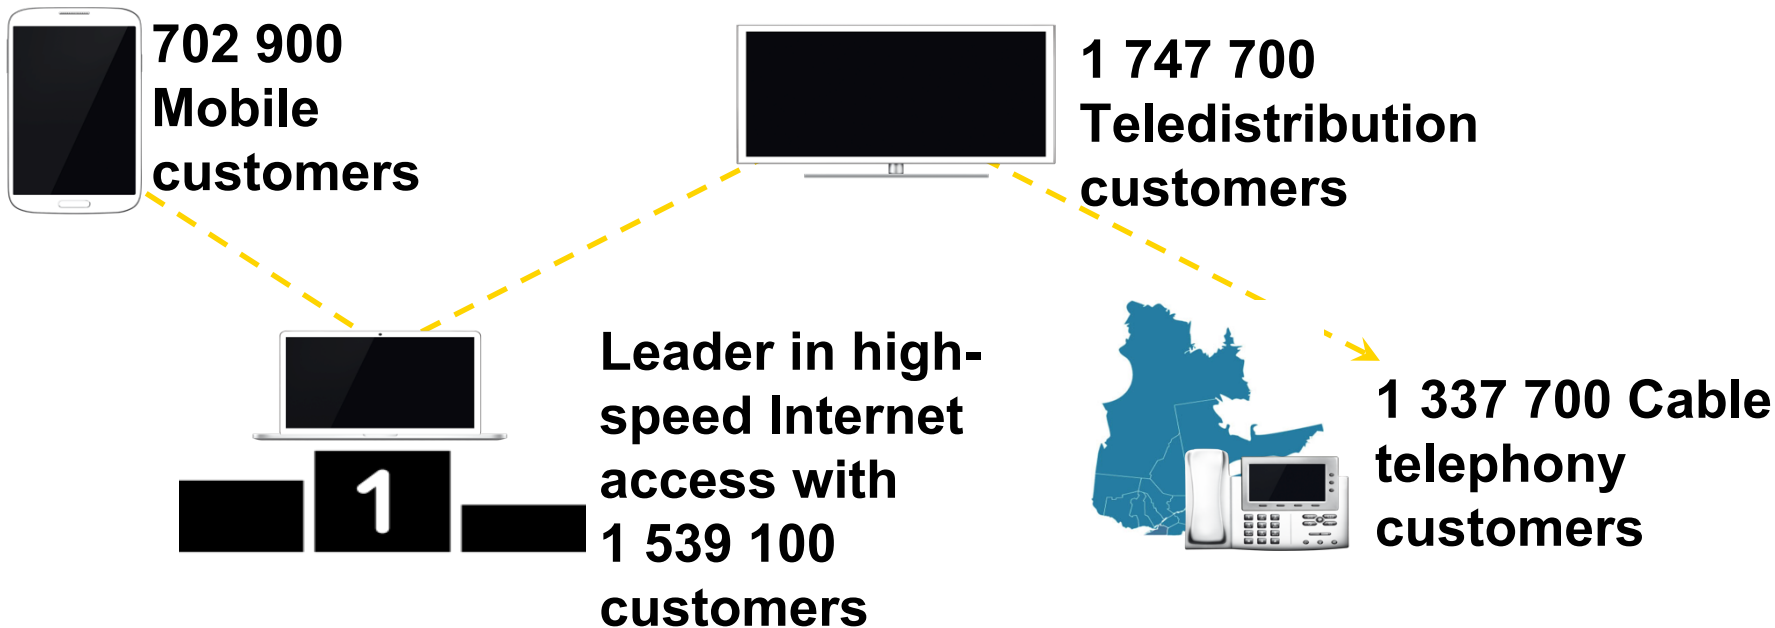 702 900
Mobile
customers
1 747 700
Teledistribution
customers
Leader in high-
speed Internet
access with
1 539 100
customers
1
1 337 700 Cable
telephony
customers